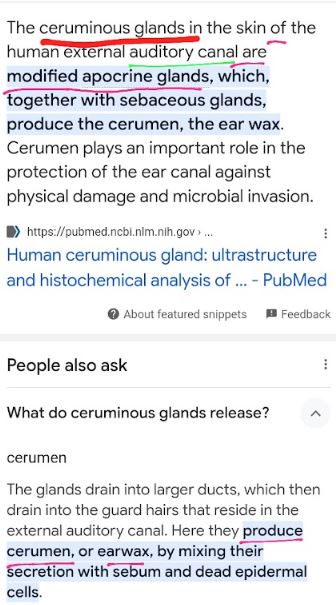 The ceruminous glands in the skin of the
human external auditory canal are
modified apocrine glands, which,
together with sebaceous glands,
produce the cerumen, the ear wax.
Cerumen plays an important role in the
protection of the ear canal against
physical damage and microbial invasion.
https://pubmed.ncbi.nlm.nih.gov › ...
Human ceruminous gland: ultrastructure
and histochemical analysis of ... - PubMed
About featured snippets Feedback
People also ask
What do ceruminous glands release?
cerumen
The glands drain into larger ducts, which then
drain into the guard hairs that reside in the
external auditory canal. Here they produce
cerumen, or earwax, by mixing their
secretion with sebum and dead epidermal
cells.